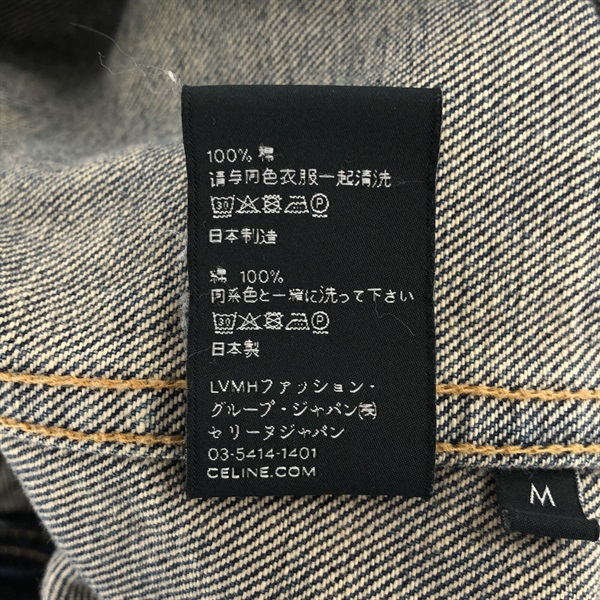 100% 棉
请与同色衣服一起清洗
30 P
日本制造
綿 100%
同系色と一緒に洗って下さい
30 P
日本製
LVMHファッション・
グループ・ジャパン㈱
セリーヌジャパン
03-5414-1401
CELINE.COM
M